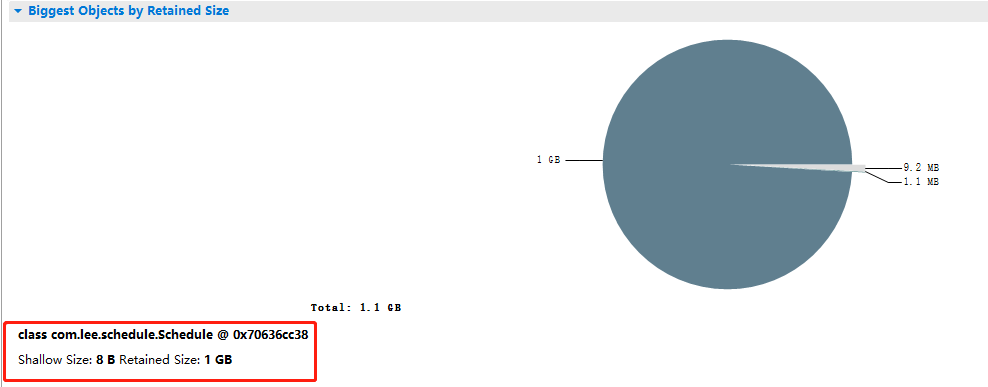 Biggest Objects by Retained Size
1 GB
9.2 MB
1.1 MB
Total: 1.1 GB
class com.lee.schedule.Schedule @ 0x70636cc38
Shallow Size: 8 B Retained Size: 1 GB